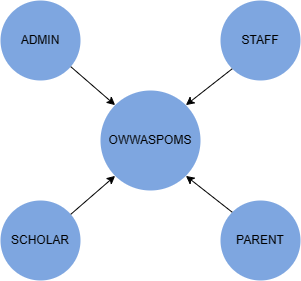 ADMIN
STAFF
OWWASPOMS
SCHOLAR
PARENT